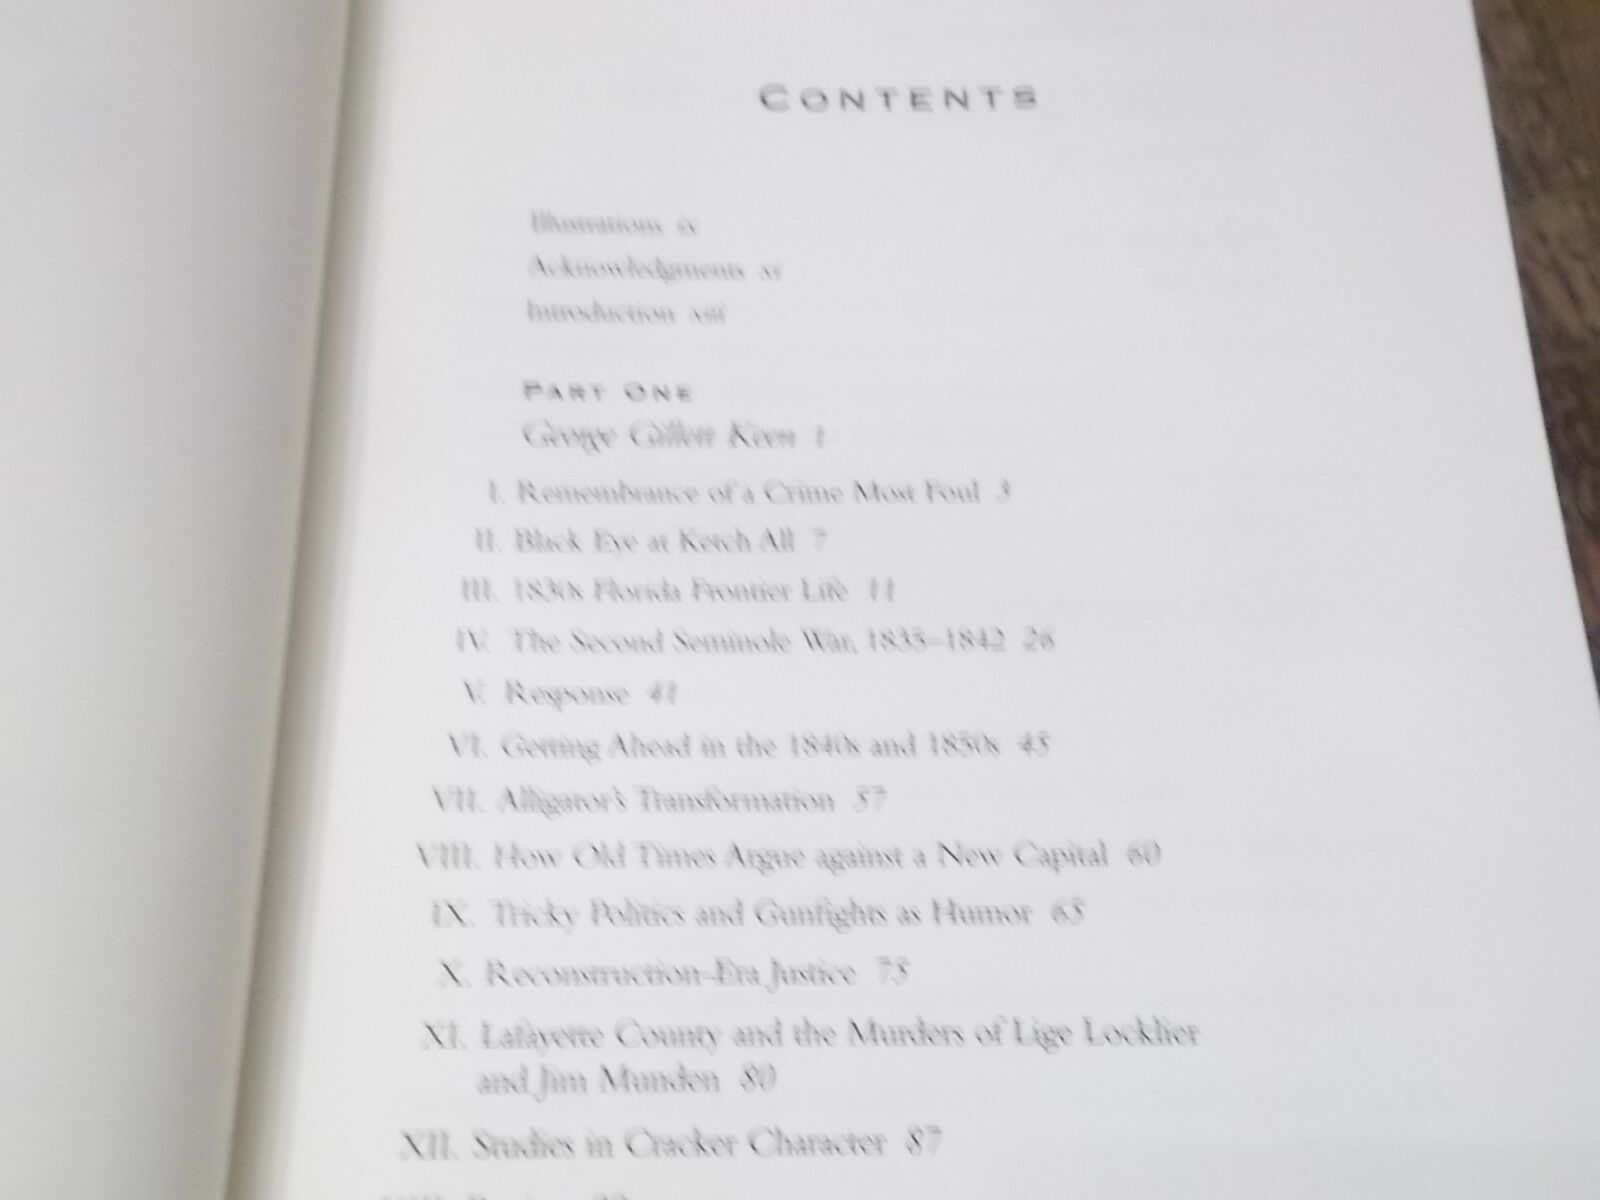 CONTENTS
Illustrations ix
Acknowledgments xi
Introduction xiii
PART ONE
George Gillett Keen 1
I. Remembrance of a Crime Most Foul 3
II. Black Eye at Ketch All 7
III. 1830s Florida Frontier Life 11
IV. The Second Seminole War, 1835–1842 26
V. Response 41
VI. Getting Ahead in the 1840s and 1850s 45
VII. Alligator's Transformation 57
VIII. How Old Times Argue against a New Capital 60
IX. Tricky Politics and Gunfights as Humor 65
X. Reconstruction-Era Justice 75
XI. Lafayette County and the Murders of Lige Locklier
and Jim Munden 80
XII. Studies in Cracker Character 87